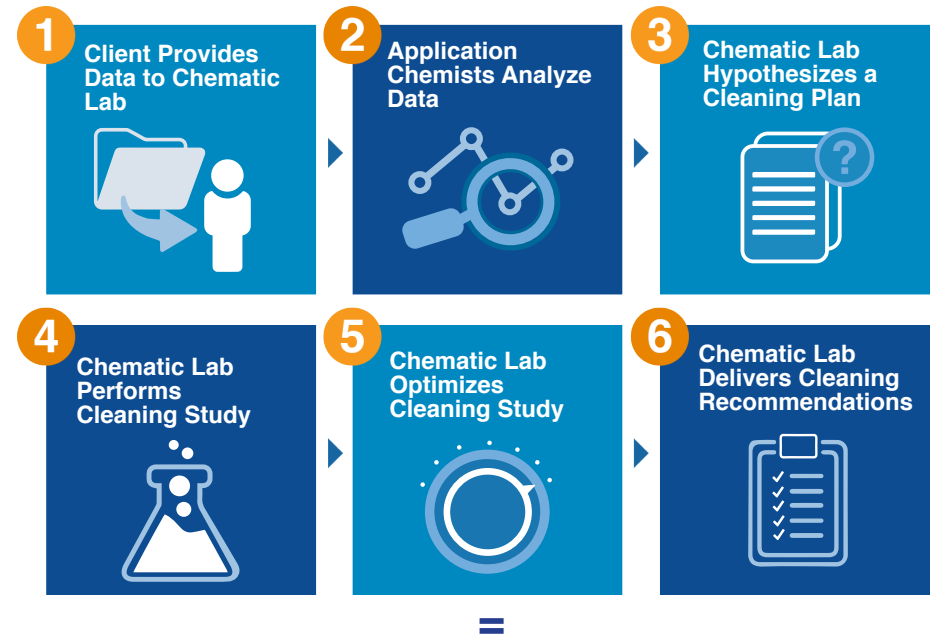 1
Client Provides
Data to Chematic
Lab
2
Application
Chemists Analyze
Data
3
Chematic Lab
Hypothesizes a
Cleaning Plan
?
4
Chematic Lab
Performs
Cleaning Study
5
Chematic Lab
Optimizes
Cleaning Study
6
Chematic Lab
Delivers Cleaning
Recommendations
=